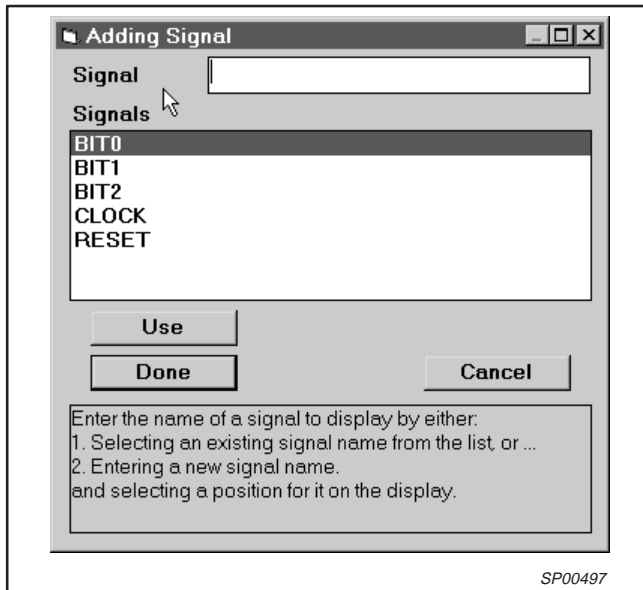 Adding Signal
Signal
Signals
BIT0
BIT1
BIT2
CLOCK
RESET
Use
Done Cancel
Enter the name of a signal to display by either:
1. Selecting an existing signal name from the list, or ...
2. Entering a new signal name.
and selecting a position for it on the display.
SP00497